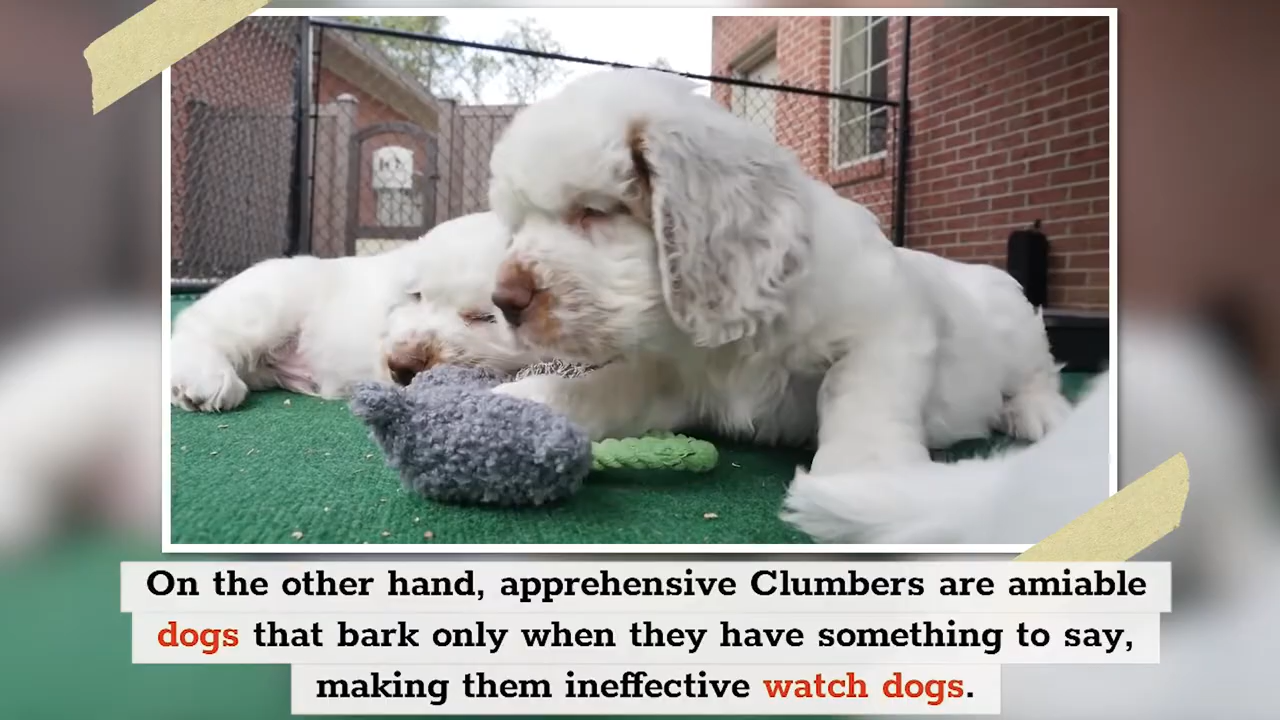 On the other hand, apprehensive Clumbers are amiable
dogs that bark only when they have something to say,
making them ineffective watch dogs.